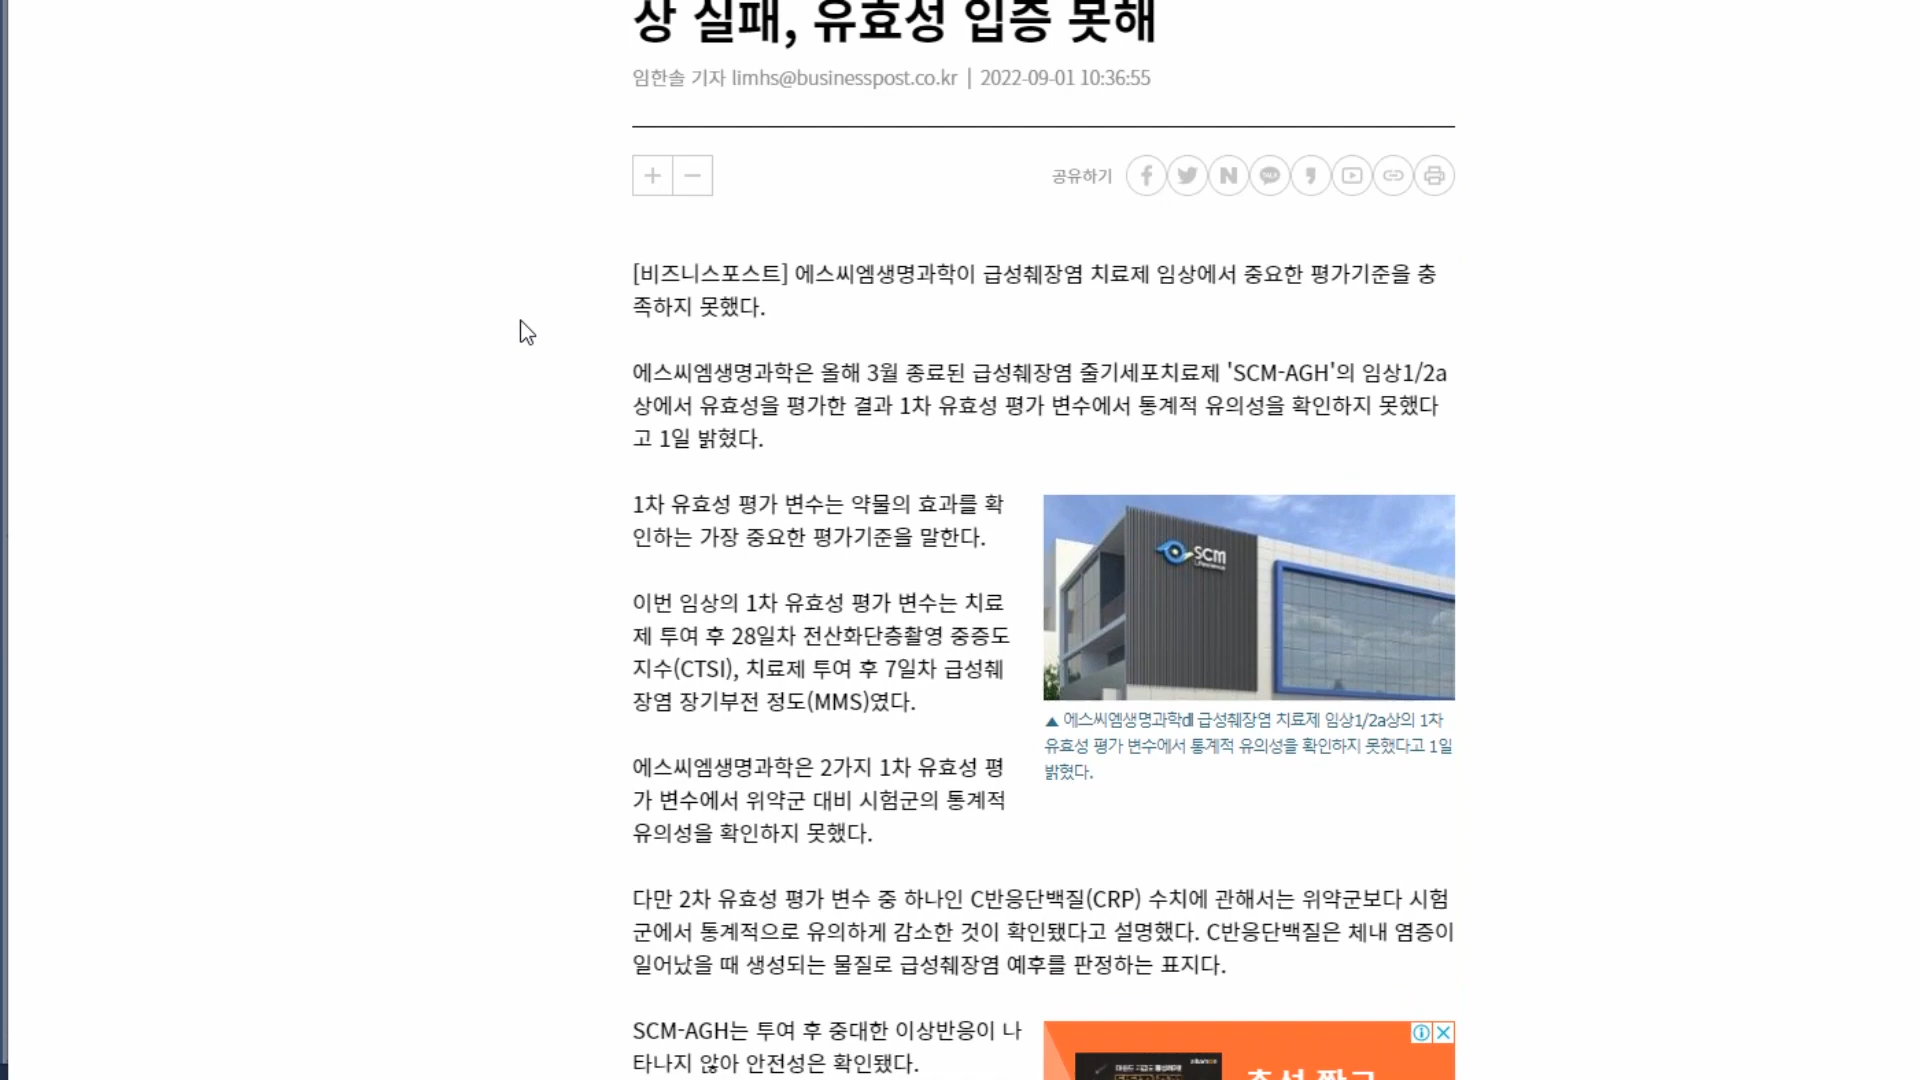 상 실패, 유효성 입증 못해
임한솔 기자 limhs@businesspost.co.kr | 2022-09-01 10:36:55
+ −
공유하기
[비즈니스포스트] 에스씨엠생명과학이 급성췌장염 치료제 임상에서 중요한 평가기준을 충
족하지 못했다.
에스씨엠생명과학은 올해 3월 종료된 급성췌장염 줄기세포치료제 'SCM-AGH'의 임상1/2a
상에서 유효성을 평가한 결과 1차 유효성 평가 변수에서 통계적 유의성을 확인하지 못했다
고 1일 밝혔다.
1차 유효성 평가 변수는 약물의 효과를 확
인하는 가장 중요한 평가기준을 말한다.
이번 임상의 1차 유효성 평가 변수는 치료
제 투여 후 28일차 전산화단층촬영 중증도
지수(CTSI), 치료제 투여 후 7일차 급성췌
장염 장기부전 정도(MMS)였다.
에스씨엠생명과학은 2가지 1차 유효성 평
가 변수에서 위약군 대비 시험군의 통계적
유의성을 확인하지 못했다.
scm
Lifescience
▲ 에스씨엠생명과학dl 급성췌장염 치료제 임상1/2a상의 1차
유효성 평가 변수에서 통계적 유의성을 확인하지 못했다고 1일
밝혔다.
다만 2차 유효성 평가 변수 중 하나인 C반응단백질(CRP) 수치에 관해서는 위약군보다 시험
군에서 통계적으로 유의하게 감소한 것이 확인됐다고 설명했다. C반응단백질은 체내 염증이
일어났을 때 생성되는 물질로 급성췌장염 예후를 판정하는 표지다.
SCM-AGH는 투여 후 중대한 이상반응이 나
타나지 않아 안전성은 확인됐다.